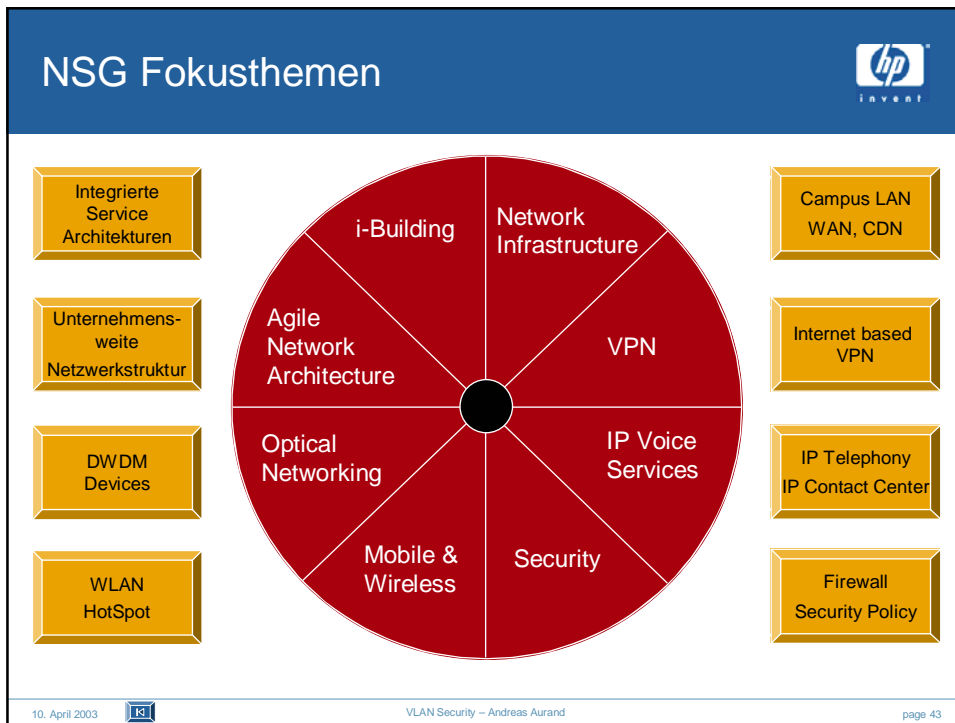 NSG Fokusthemen
hp
invent
Integrierte
Service
Architekturen
Unternehmens-
weite
Netzwerkstruktur
DWDM
Devices
WLAN
HotSpot
i-Building
Network
Infrastructure
Agile
Network
Architecture
VPN
Optical
Networking
IP Voice
Services
Mobile &
Wireless
Security
Campus LAN
WAN, CDN
Internet based
VPN
IP Telephony
IP Contact Center
Firewall
Security Policy
10. April 2003
VLAN Security – Andreas Aurand
page 43